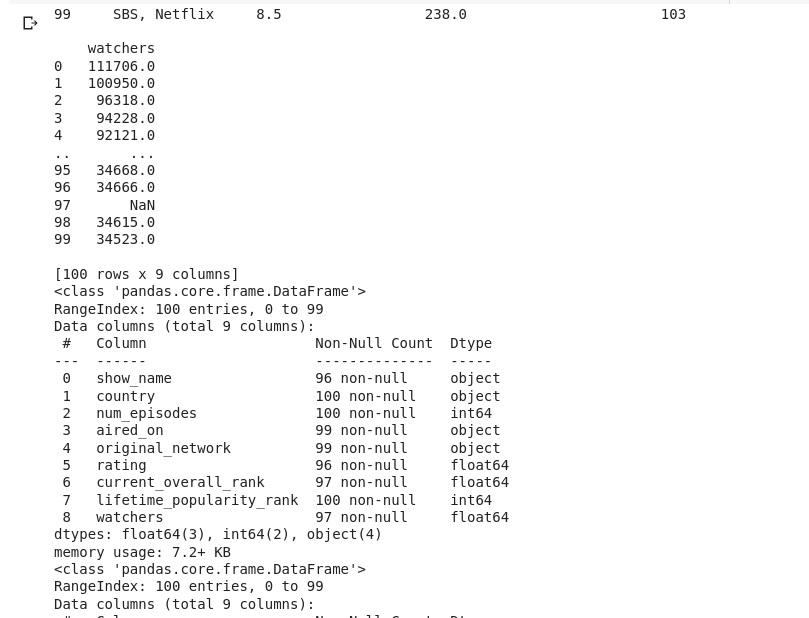 99     SBS, Netflix     8.5                 238.0                       103
    watchers
0   111706.0
1   100950.0
2    96318.0
3    94228.0
4    92121.0
..       ...
95   34668.0
96   34666.0
97       NaN
98   34615.0
99   34523.0
[100 rows x 9 columns]
<class 'pandas.core.frame.DataFrame'>
RangeIndex: 100 entries, 0 to 99
Data columns (total 9 columns):
 #   Column                    Non-Null Count  Dtype
---  ------                    --------------  -----
 0   show_name                 96 non-null     object
 1   country                   100 non-null    object
 2   num_episodes              100 non-null    int64
 3   aired_on                  99 non-null     object
 4   original_network          99 non-null     object
 5   rating                    96 non-null     float64
 6   current_overall_rank      97 non-null     float64
 7   lifetime_popularity_rank  100 non-null    int64
 8   watchers                  97 non-null     float64
dtypes: float64(3), int64(2), object(4)
memory usage: 7.2+ KB
<class 'pandas.core.frame.DataFrame'>
RangeIndex: 100 entries, 0 to 99
Data columns (total 9 columns):